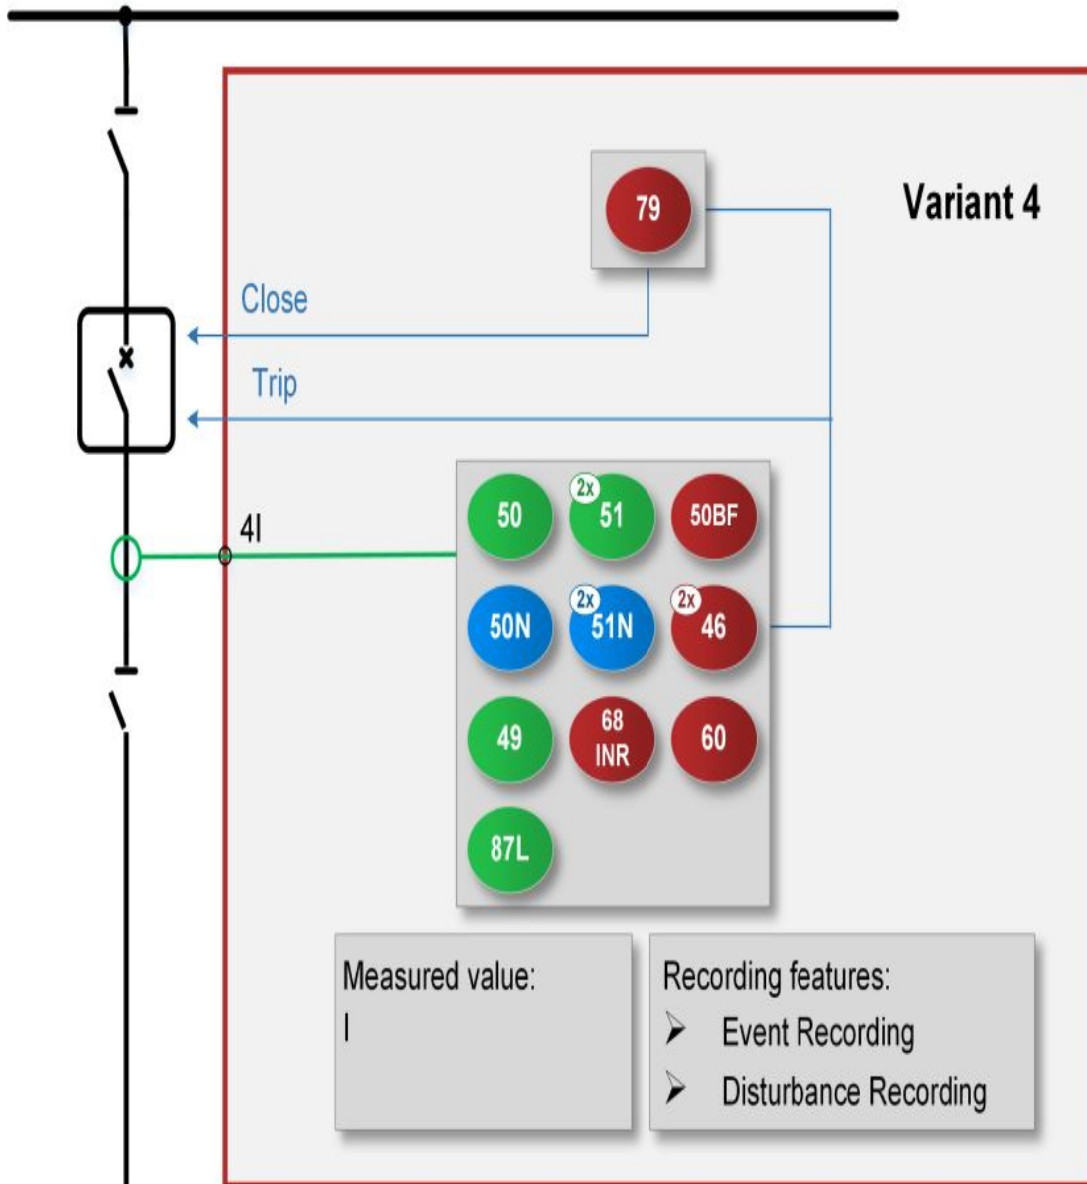 79
Variant 4
Close
Trip
4I
50
2x
51
50BF
50N
2x
51N
2x
46
49
68
INR
60
87L
Measured value:
I
Recording features:
Event Recording
Disturbance Recording